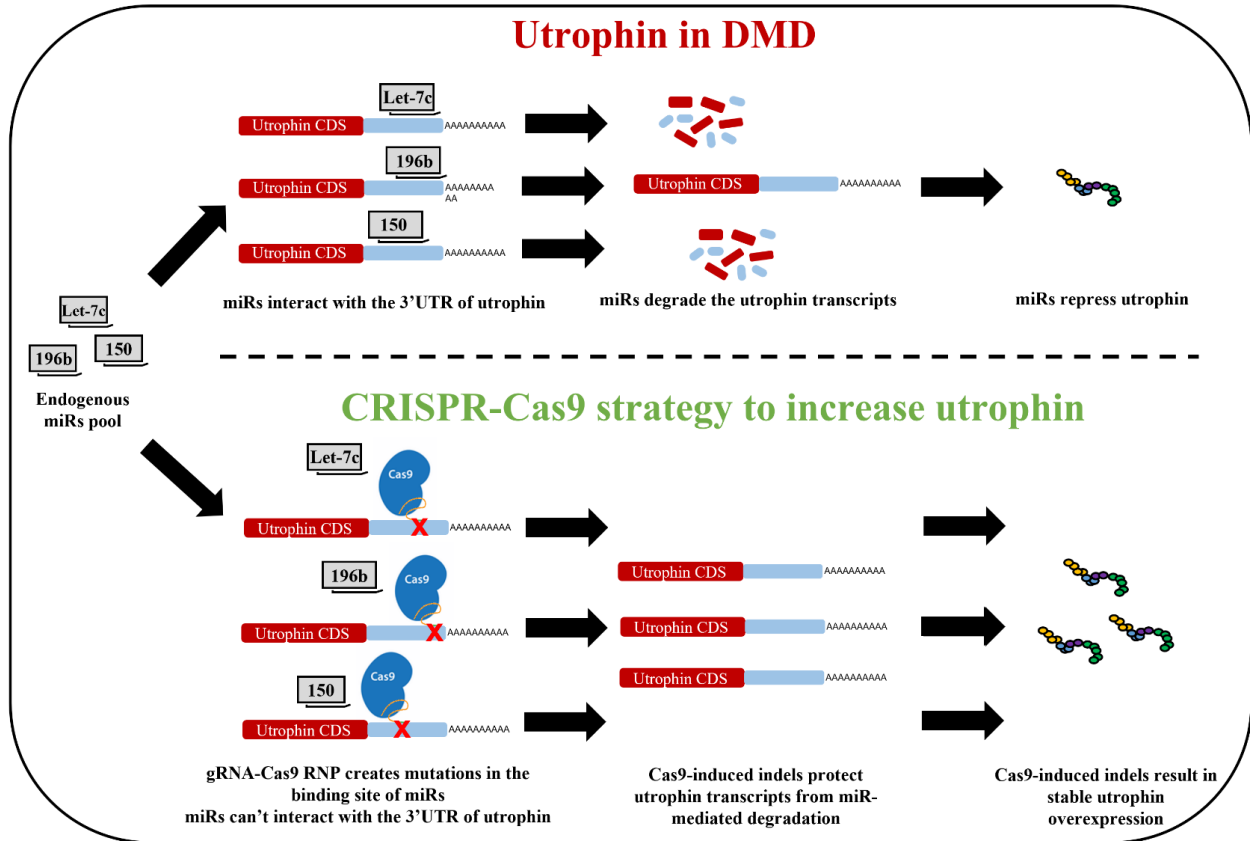 Utrophin in DMD
Let-7c
Utrophin CDS
AAAAAAAAAA
196b
Utrophin CDS
AAAAAAAA
AA
Utrophin CDS
AAAAAAAAAA
150
Utrophin CDS
AAAAAAAAAA
miRs interact with the 3’UTR of utrophin
miRs degrade the utrophin transcripts
miRs repress utrophin
Let-7c
196b
150
Endogenous
miRs pool
CRISPR-Cas9 strategy to increase utrophin
Let-7c
Cas9
Utrophin CDS
X
AAAAAAAAAA
196b
Cas9
Utrophin CDS
X
AAAAAAAAAA
150
Cas9
Utrophin CDS
X
AAAAAAAAAA
Utrophin CDS
AAAAAAAAAA
Utrophin CDS
AAAAAAAAAA
Utrophin CDS
AAAAAAAAAA
gRNA-Cas9 RNP creates mutations in the
binding site of miRs
miRs can’t interact with the 3’UTR of utrophin
Cas9-induced indels protect
utrophin transcripts from miR-
mediated degradation
Cas9-induced indels result in
stable utrophin
overexpression